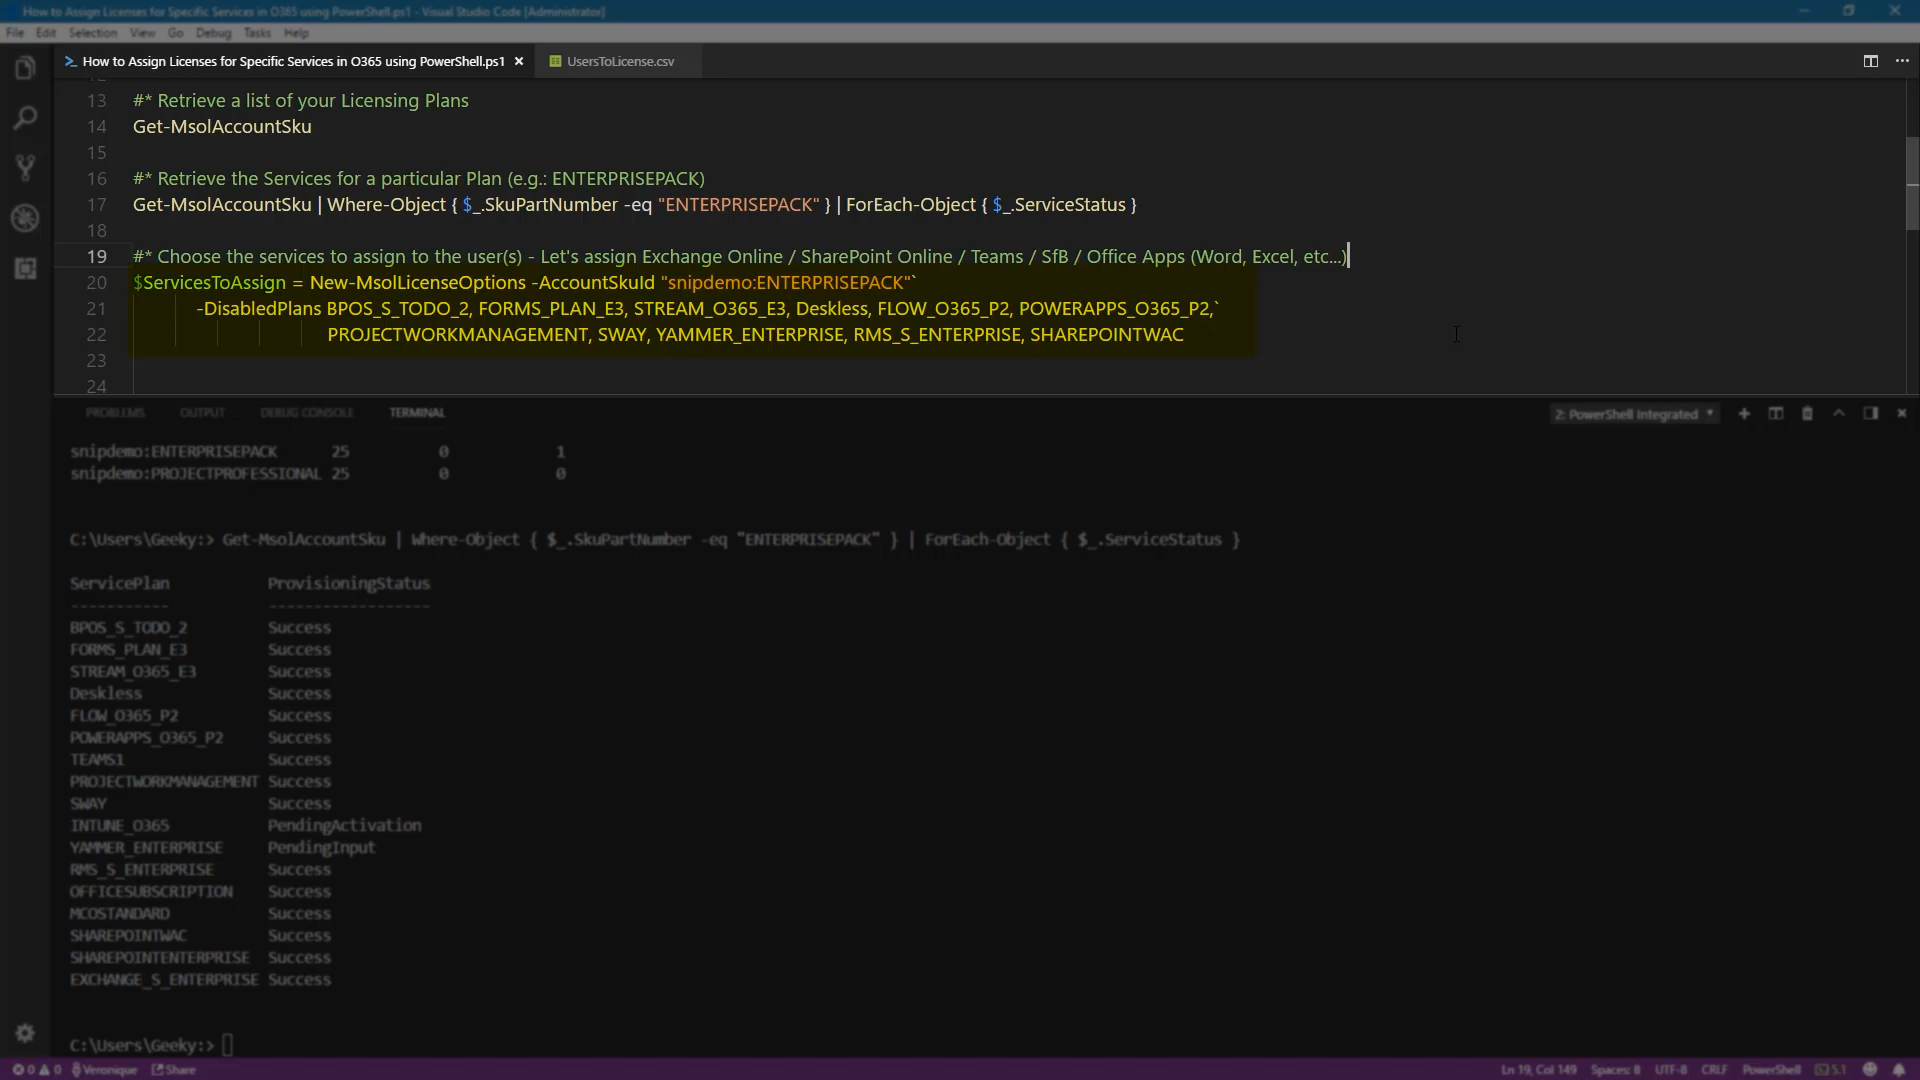 How to Assign Licenses for Specific Services in O365 using PowerShell.ps1 - Visual Studio Code [Administrator]
File Edit Selection View Go Debug Tasks Help
How to Assign Licenses for Specific Services in O365 using PowerShell.ps1 × UsersToLicense.csv
12
13 #* Retrieve a list of your Licensing Plans
14 Get-MsolAccountSku
15
16 #* Retrieve the Services for a particular Plan (e.g.: ENTERPRISEPACK)
17 Get-MsolAccountSku | Where-Object { $_.SkuPartNumber -eq "ENTERPRISEPACK" } | ForEach-Object { $_.ServiceStatus }
18
19 #* Choose the services to assign to the user(s) - Let's assign Exchange Online / SharePoint Online / Teams / SfB / Office Apps (Word, Excel, etc...)
20 $ServicesToAssign = New-MsolLicenseOptions -AccountSkuId "snipdemo:ENTERPRISEPACK"`
21 -DisabledPlans BPOS_S_TODO_2, FORMS_PLAN_E3, STREAM_O365_E3, Deskless, FLOW_O365_P2, POWERAPPS_O365_P2,`
22 PROJECTWORKMANAGEMENT, SWAY, YAMMER_ENTERPRISE, RMS_S_ENTERPRISE, SHAREPOINTWAC
23
24
PROBLEMS OUTPUT DEBUG CONSOLE TERMINAL 2: PowerShell Integrated
snipdemo:ENTERPRISEPACK 25 0 1
snipdemo:PROJECTPROFESSIONAL 25 0 0
C:\Users\Geeky:> Get-MsolAccountSku | Where-Object { $_.SkuPartNumber -eq "ENTERPRISEPACK" } | ForEach-Object { $_.ServiceStatus }
ServicePlan ProvisioningStatus
----------- ------------------
BPOS_S_TODO_2 Success
FORMS_PLAN_E3 Success
STREAM_O365_E3 Success
Deskless Success
FLOW_O365_P2 Success
POWERAPPS_O365_P2 Success
TEAMS1 Success
PROJECTWORKMANAGEMENT Success
SWAY Success
INTUNE_O365 PendingActivation
YAMMER_ENTERPRISE PendingInput
RMS_S_ENTERPRISE Success
OFFICESUBSCRIPTION Success
MCOSTANDARD Success
SHAREPOINTWAC Success
SHAREPOINTENTERPRISE Success
EXCHANGE_S_ENTERPRISE Success
C:\Users\Geeky:>
0 0 Veronique Share Ln 19, Col 149 Spaces: 8 UTF-8 CRLF PowerShell 5.1